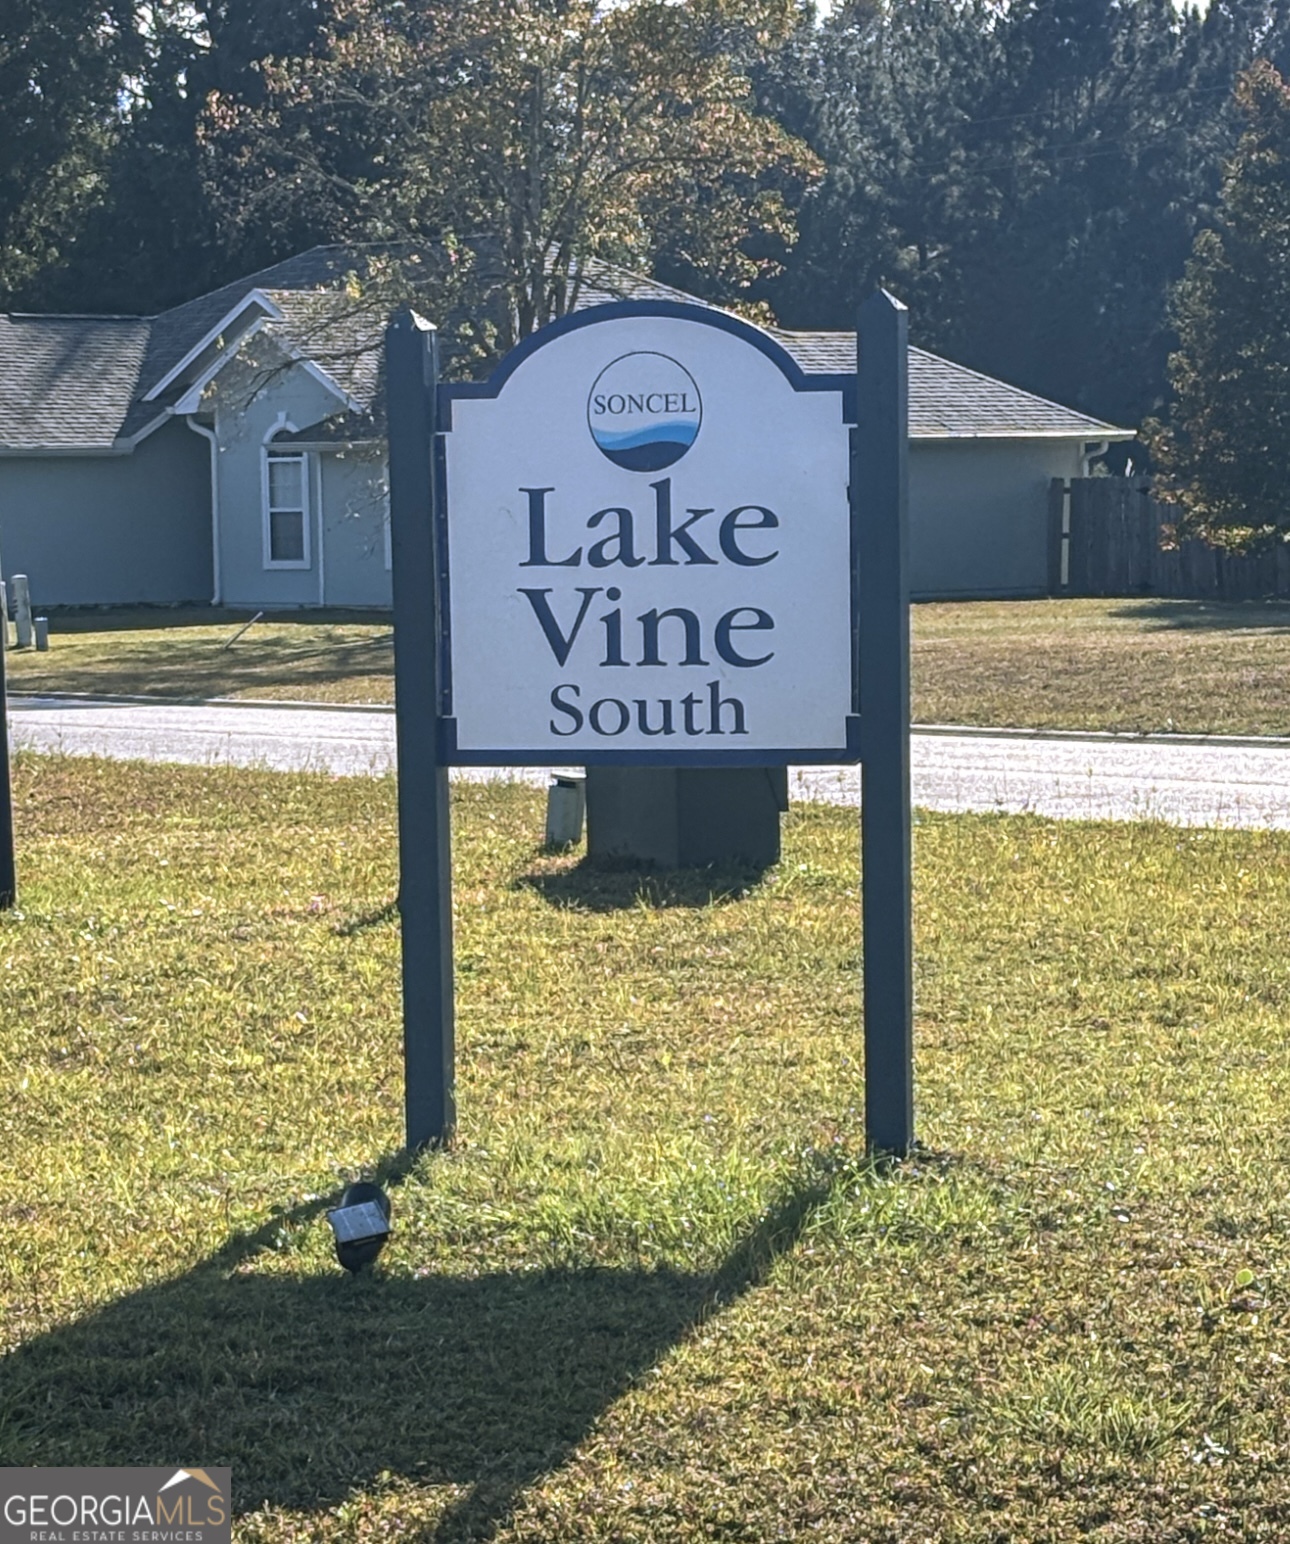 SONCEL
Lake
Vine
South
GEORGIAMLS
REAL ESTATE SERVICES